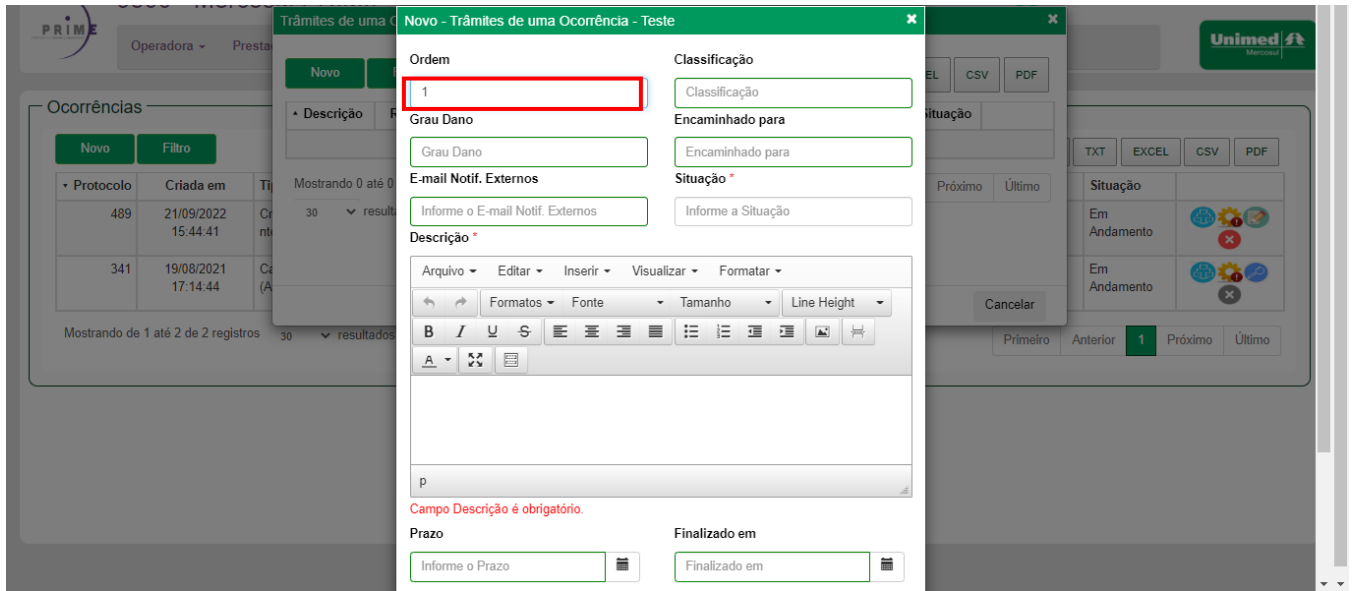 PRIME
Operadora
Trâmites de uma
Novo - Trâmites de uma Ocorrência - Teste
Unimed
Mercosul
Novo
CSV PDF
Ordem Classificação
1 Classificação
Ocorrências
Descrição
Grau Dano Encaminhado para
Novo Filtro
Grau Dano Encaminhado para
TXT EXCEL CSV PDF
Mostrando 0 até 0
E-mail Notif. Externos Situação *
Próximo Último
Protocolo Criada em
Situação
489 21/09/2022
15:44:41
30
Informe o E-mail Notif. Externos Informe a Situação
Em
Andamento
Descrição *
341 19/08/2021
17:14:44
Arquivo Editar Inserir Visualizar Formatar
Em
Andamento
Formatos Fonte Tamanho Line Height
Cancelar
B I U S
Mostrando de 1 até 2 de 2 registros 30 resultados
Primeiro Anterior 1 Próximo Último
A
p
Campo Descrição é obrigatório.
Prazo Finalizado em
Informe o Prazo Finalizado em